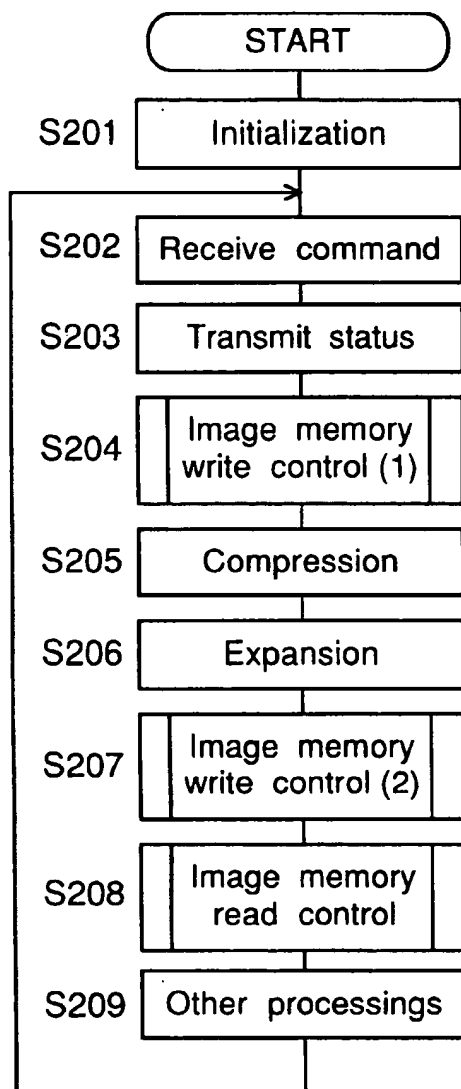 START
S201 Initialization
S202 Receive command
S203 Transmit status
S204 Image memory
write control (1)
S205 Compression
S206 Expansion
S207 Image memory
write control (2)
S208 Image memory
read control
S209 Other processings